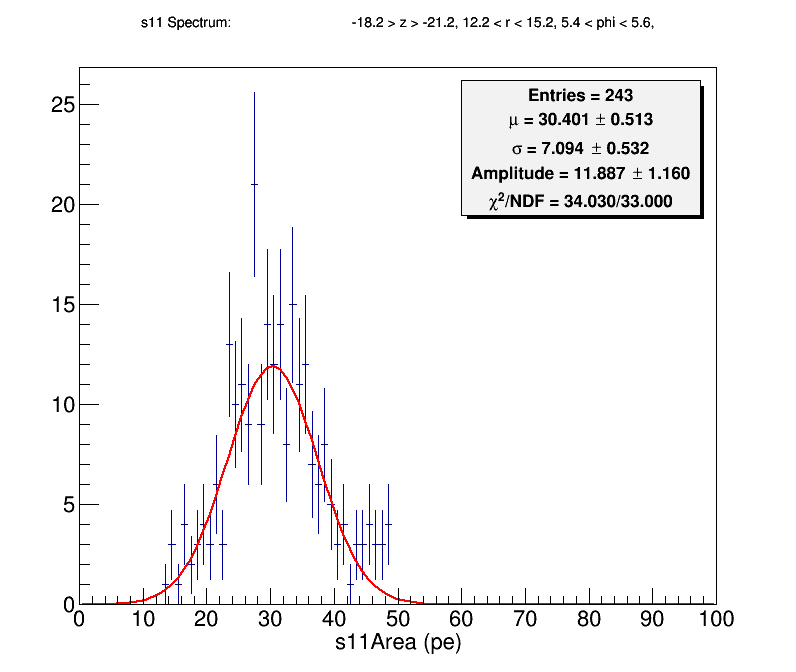 s11 Spectrum: -18.2 > z > -21.2, 12.2 < r < 15.2, 5.4 < phi < 5.6,
Entries = 243
μ = 30.401 ± 0.513
σ = 7.094 ± 0.532
Amplitude = 11.887 ± 1.160
χ²/NDF = 34.030/33.000
25
20
15
10
5
0
0 10 20 30 40 50 60 70 80 90 100
s11Area (pe)